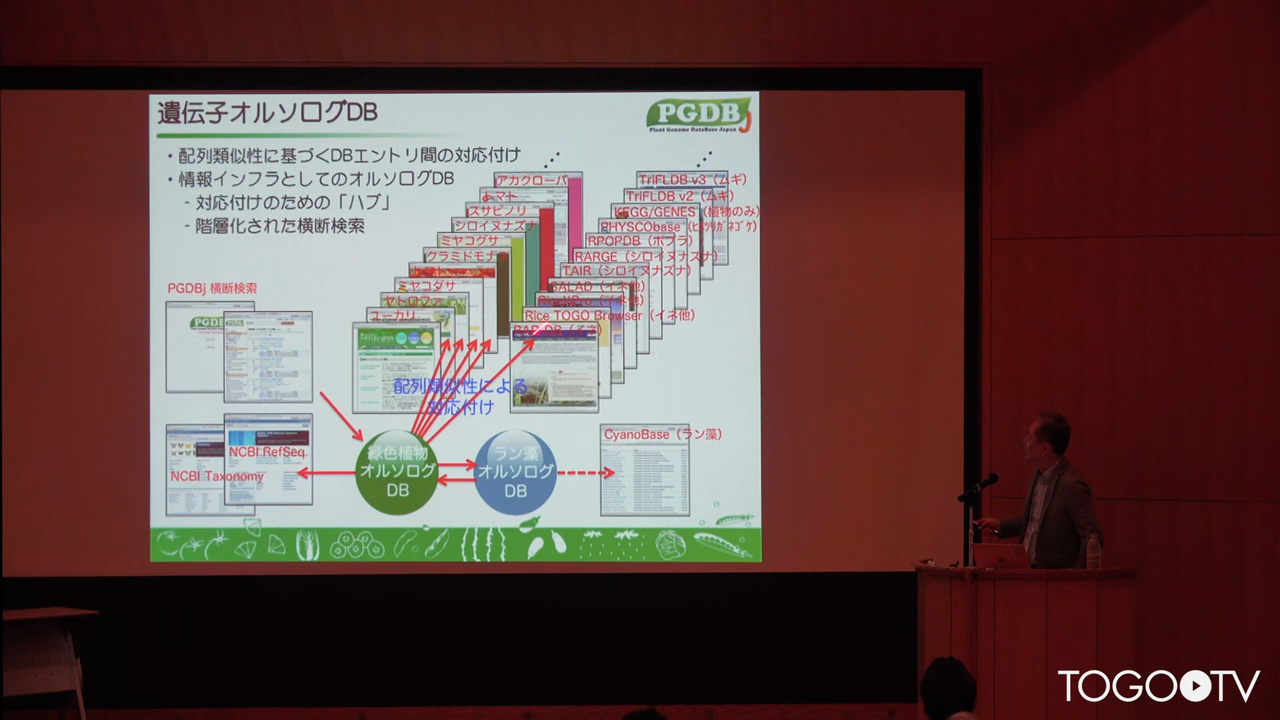 遺伝子オルソログDB
PGDBj
Plant Genome DataBase Japan
・配列類似性に基づくDBエントリ間の対応付け
・情報インフラとしてのオルソログDB
- 対応付けのための「ハブ」
- 階層化された横断検索
アカクローバ
トマト
スサビノリ
シロイヌナズナ
ミヤコグサ
クラミドモナ
ミヤコダサ
ヤトロファ
ユーカリ
TriFLDB v3（ムギ）
TriFLDB v2（ムギ）
KEGG/GENES（植物のみ）
PHYSCObase（ﾋﾒﾂﾘｶﾞﾈｺﾞｹ）
RPOPDB（ポプラ）
RARGE（シロイヌナズナ）
TAIR（シロイヌナズナ）
SALAD（イネ他）
Rice TOGO Browser（イネ他）
RAP-DB（イネ）
PGDBj 横断検索
配列類似性による
対応付け
NCBI RefSeq
NCBI Taxonomy
緑色植物
オルソログ
DB
ラン藻
オルソログ
DB
CyanoBase（ラン藻）
TOGO TV